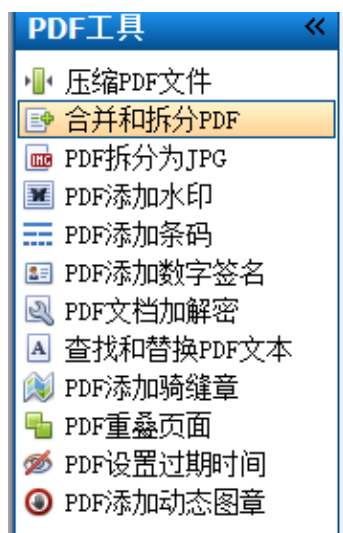 PDF工具 «
压缩PDF文件
合并和拆分PDF
PDF拆分为JPG
PDF添加水印
PDF添加条码
PDF添加数字签名
PDF文档加解密
查找和替换PDF文本
PDF添加骑缝章
PDF重叠页面
PDF设置过期时间
PDF添加动态图章